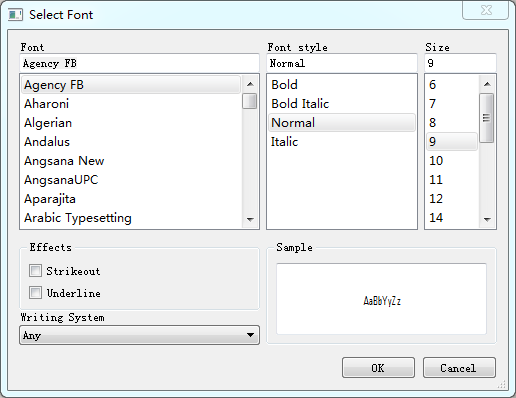 Select Font
Font
Font style
Size
Agency FB
Normal
9
Agency FB
Aharoni
Algerian
Andalus
Angsana New
AngsanaUPC
Aparajita
Arabic Typesetting
Bold
Bold Italic
Normal
Italic
6
7
8
9
10
11
12
14
Effects
Strikeout
Underline
Sample
AaBbYyZz
Writing System
Any
OK
Cancel